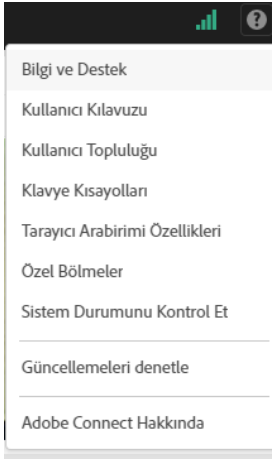 Bilgi ve Destek
Kullanıcı Kılavuzu
Kullanıcı Topluluğu
Klavye Kısayolları
Tarayıcı Arabirimi Özellikleri
Özel Bölmeler
Sistem Durumunu Kontrol Et
Güncellemeleri denetle
Adobe Connect Hakkında